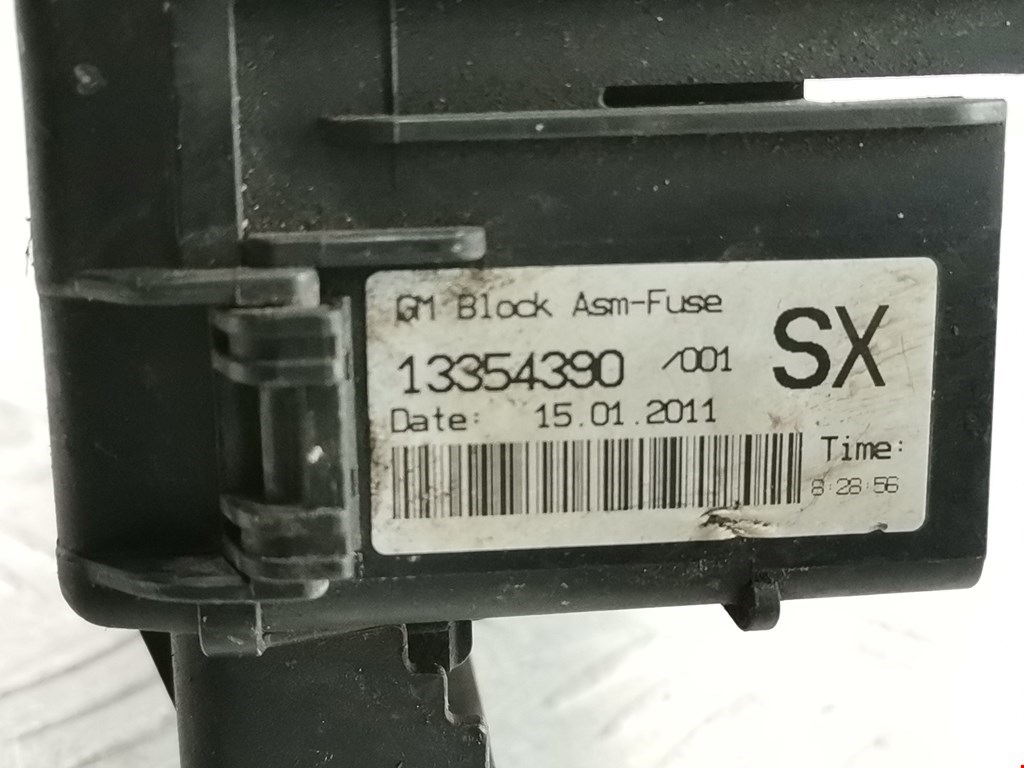 GM Block Asm-Fuse
13354390 /001 SX
Date: 15.01.2011
Time:
8:28:56